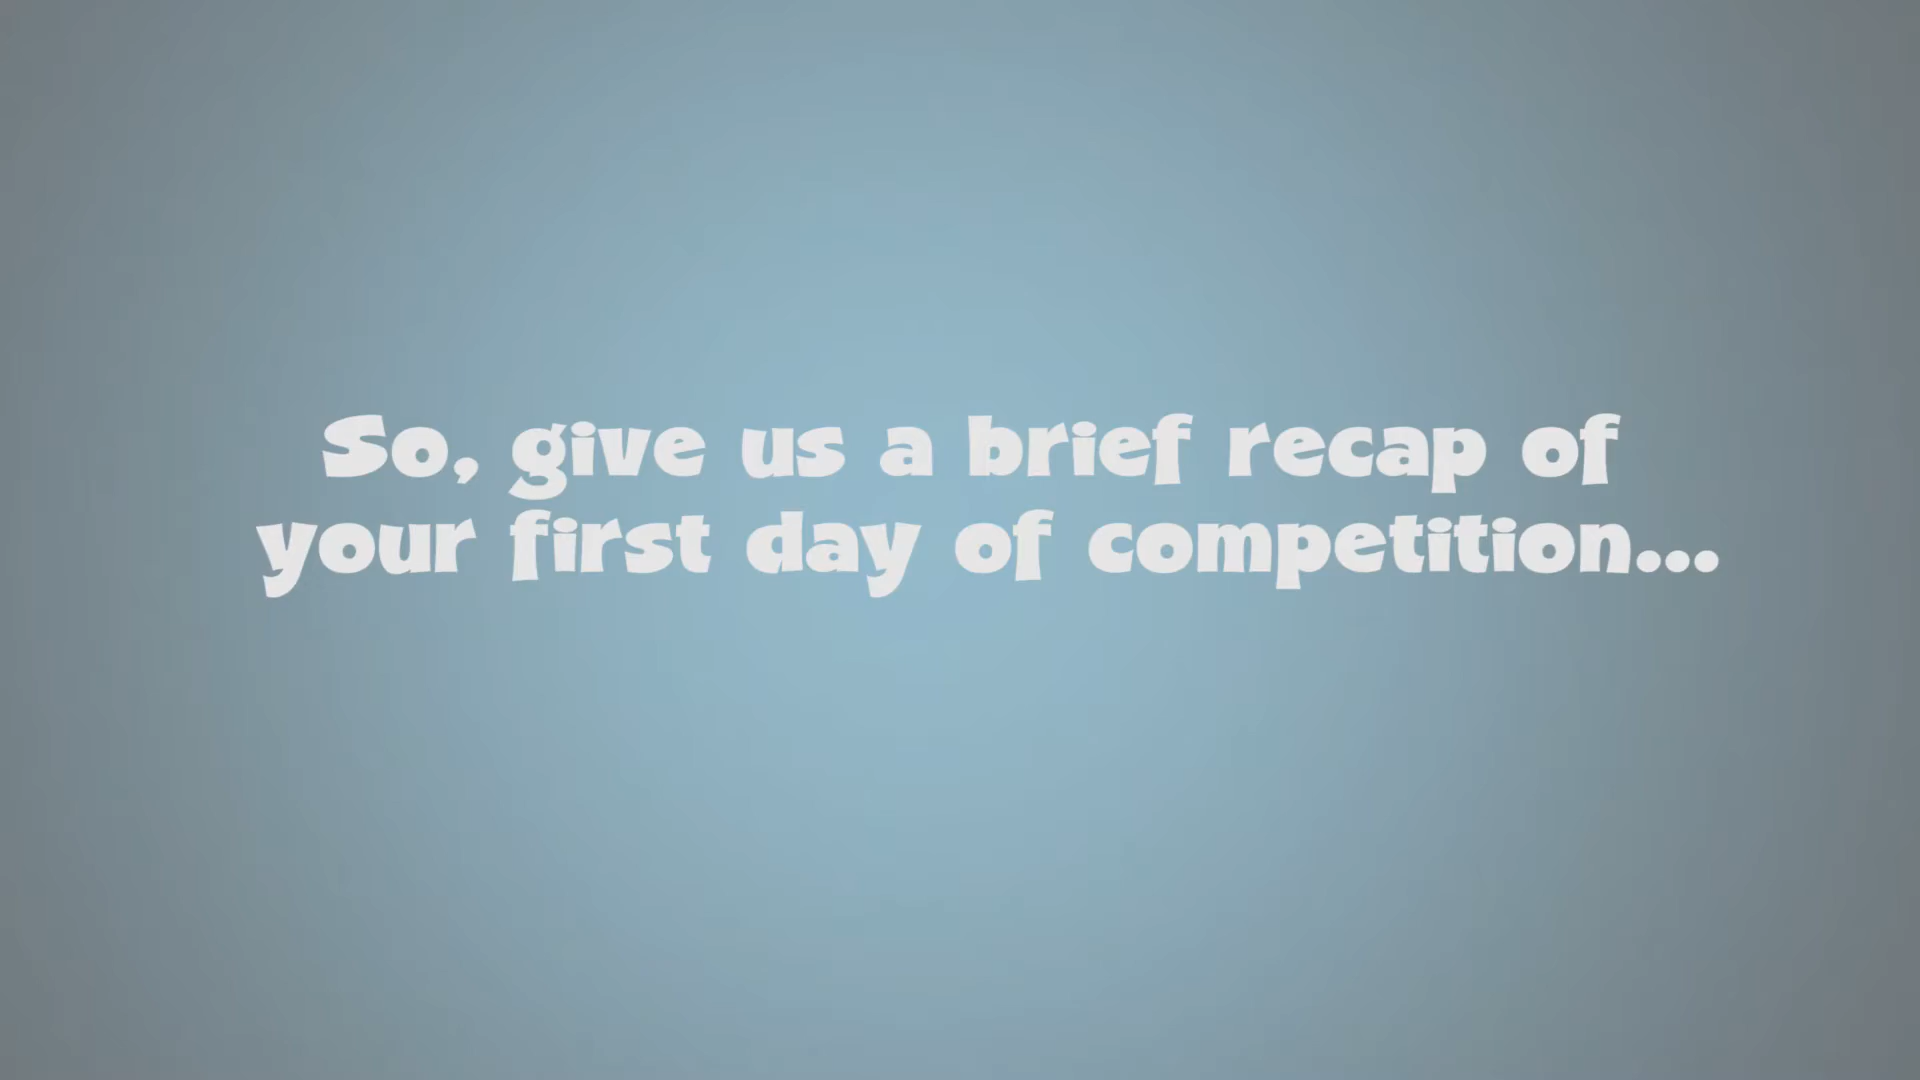 So, give us a brief recap of
your first day of competition...